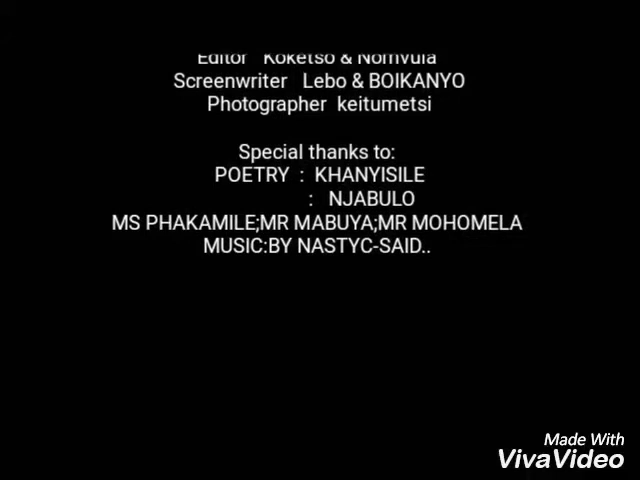 Editor Koketso & Nomvula
Screenwriter Lebo & BOIKANYO
Photographer keitumetsi
Special thanks to:
POETRY : KHANYISILE
: NJABULO
MS PHAKAMILE;MR MABUYA;MR MOHOMELA
MUSIC:BY NASTYC-SAID..
Made With
VivaVideo